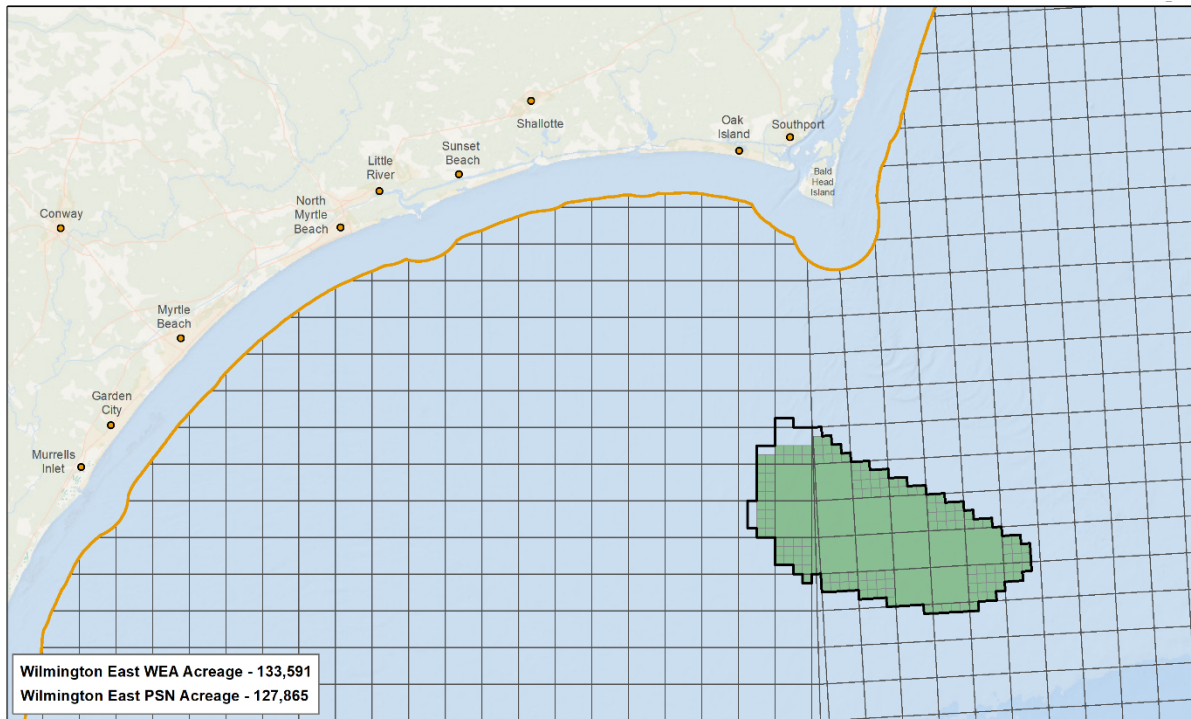 Shallotte
Oak
Island
Southport
Sunset
Beach
Little
River
Bald
Head
Island
North
Myrtle
Beach
Conway
Myrtle
Beach
Garden
City
Murrells
Inlet
Wilmington East WEA Acreage - 133,591
Wilmington East PSN Acreage - 127,865